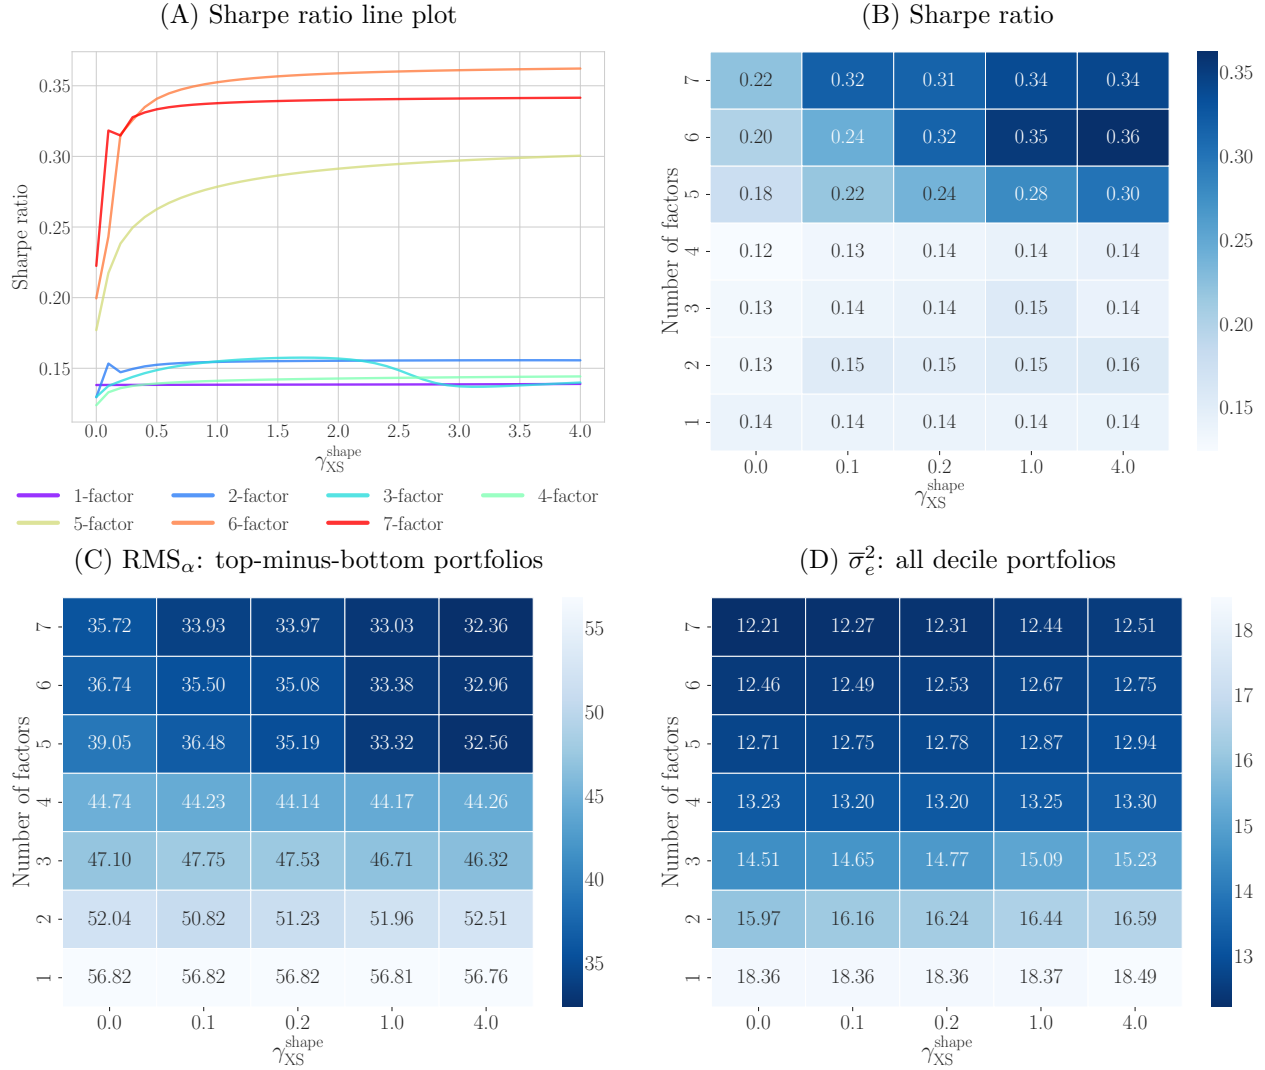 (A) Sharpe ratio line plot
Sharpe ratio
0.35
0.30
0.25
0.20
0.15
0.0 0.5 1.0 1.5 2.0 2.5 3.0 3.5 4.0
γ_XS^shape
1-factor 2-factor 3-factor 4-factor
5-factor 6-factor 7-factor
(B) Sharpe ratio
Number of factors
7 0.22 0.32 0.31 0.34 0.34
6 0.20 0.24 0.32 0.35 0.36
5 0.18 0.22 0.24 0.28 0.30
4 0.12 0.13 0.14 0.14 0.14
3 0.13 0.14 0.14 0.15 0.14
2 0.13 0.15 0.15 0.15 0.16
1 0.14 0.14 0.14 0.14 0.14
0.0 0.1 0.2 1.0 4.0
γ_XS^shape
0.35
0.30
0.25
0.20
0.15
(C) RMS_α: top-minus-bottom portfolios
Number of factors
7 35.72 33.93 33.97 33.03 32.36
6 36.74 35.50 35.08 33.38 32.96
5 39.05 36.48 35.19 33.32 32.56
4 44.74 44.23 44.14 44.17 44.26
3 47.10 47.75 47.53 46.71 46.32
2 52.04 50.82 51.23 51.96 52.51
1 56.82 56.82 56.82 56.81 56.76
0.0 0.1 0.2 1.0 4.0
γ_XS^shape
55
50
45
40
35
(D) σ̅_e^2: all decile portfolios
Number of factors
7 12.21 12.27 12.31 12.44 12.51
6 12.46 12.49 12.53 12.67 12.75
5 12.71 12.75 12.78 12.87 12.94
4 13.23 13.20 13.20 13.25 13.30
3 14.51 14.65 14.77 15.09 15.23
2 15.97 16.16 16.24 16.44 16.59
1 18.36 18.36 18.36 18.37 18.49
0.0 0.1 0.2 1.0 4.0
γ_XS^shape
18
17
16
15
14
13